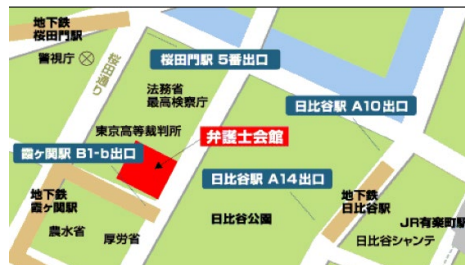 地下鉄
桜田門駅
警視庁
桜田通り
桜田門駅 5番出口
法務省
最高検察庁
日比谷駅 A10出口
東京高等裁判所
弁護士会館
霞ヶ関駅 B1-b出口
日比谷駅 A14出口
地下鉄
霞ヶ関駅
地下鉄
日比谷駅
日比谷公園
JR有楽町駅
農水省
厚労省
日比谷シャンテ